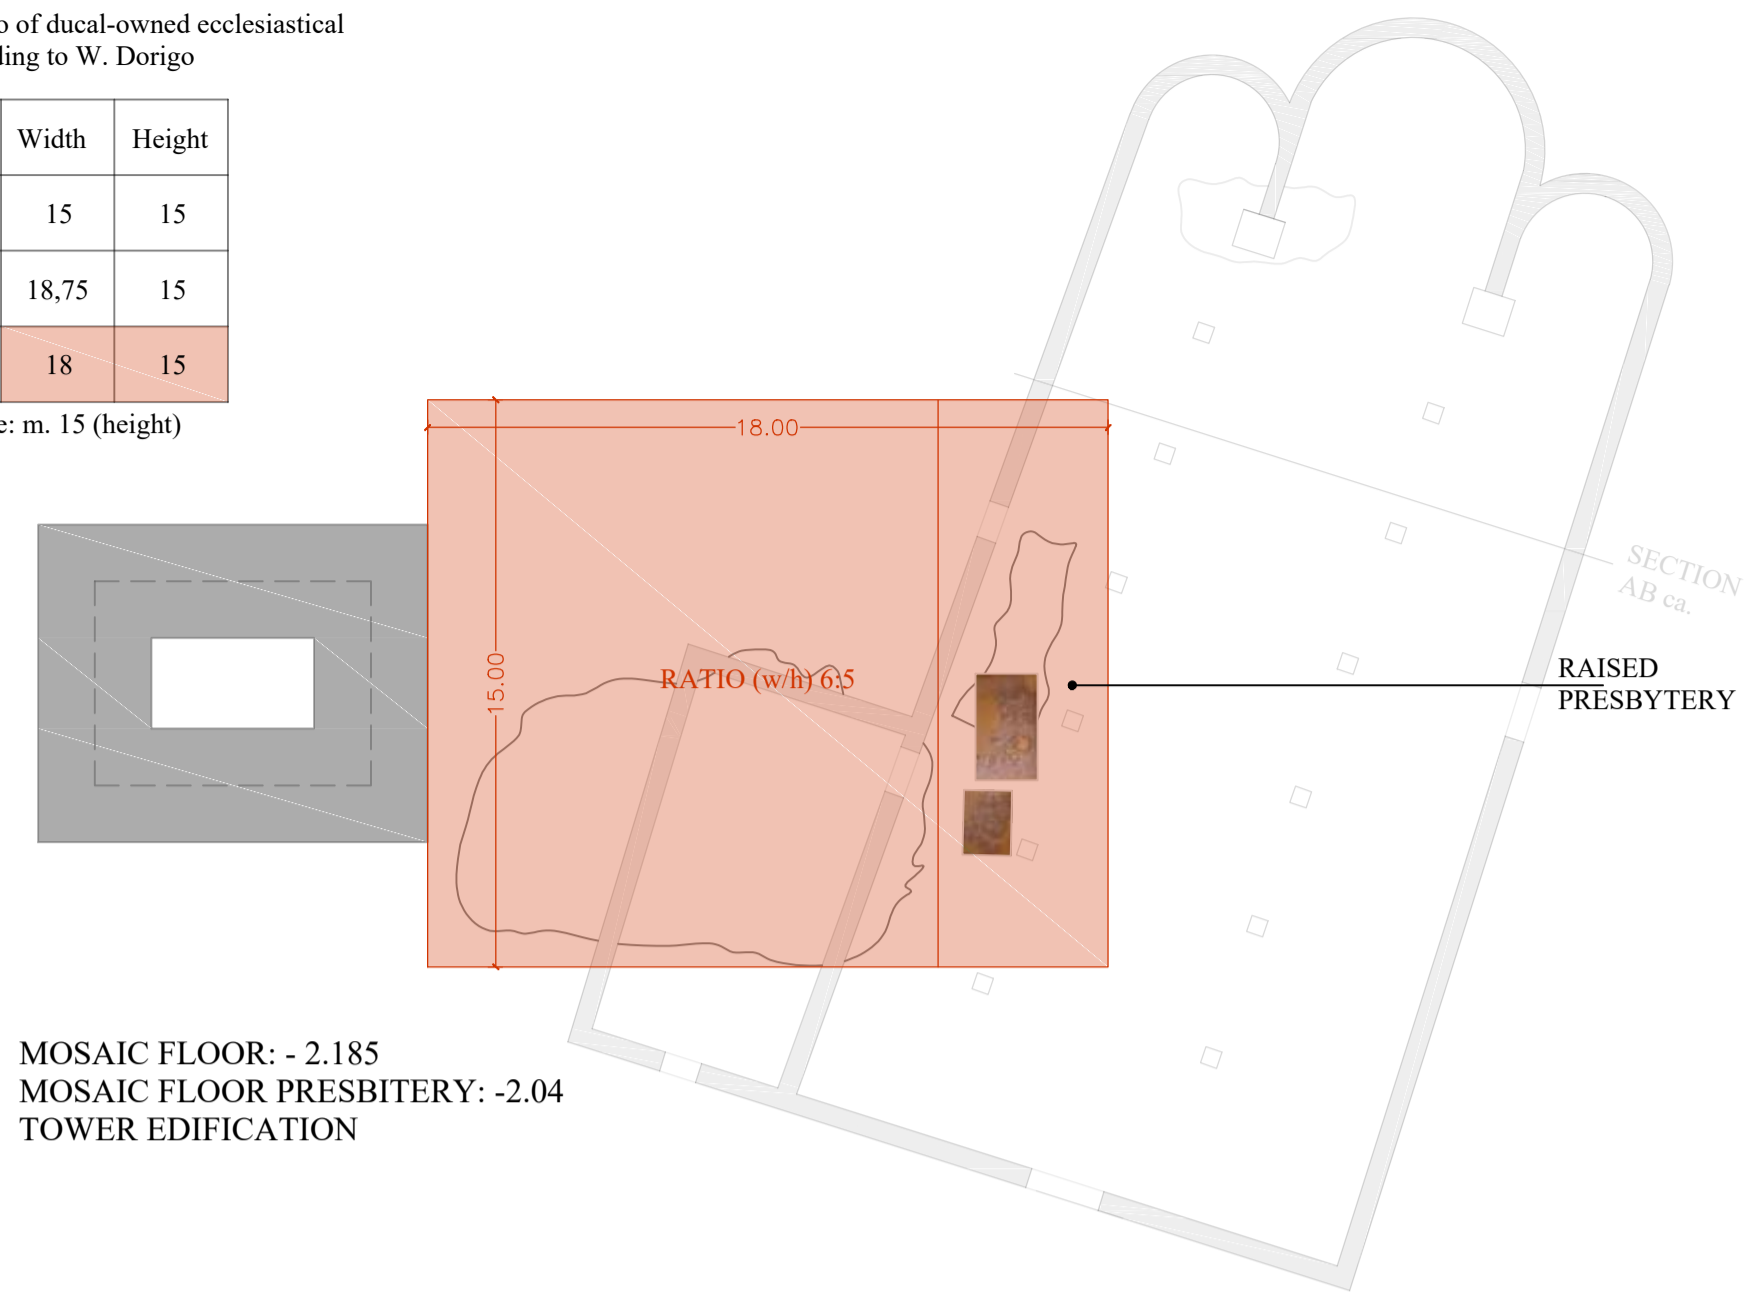 of ducal-owned ecclesiastical
to W. Dorigo
Width Height
15 15
18,75 15
18 15
m. 15 (height)
18.00
15.00
RATIO (w/h) 6:5
SECTION
AB ca.
RAISED
PRESBYTERY
MOSAIC FLOOR: - 2.185
MOSAIC FLOOR PRESBITERY: -2.04
TOWER EDIFICATION